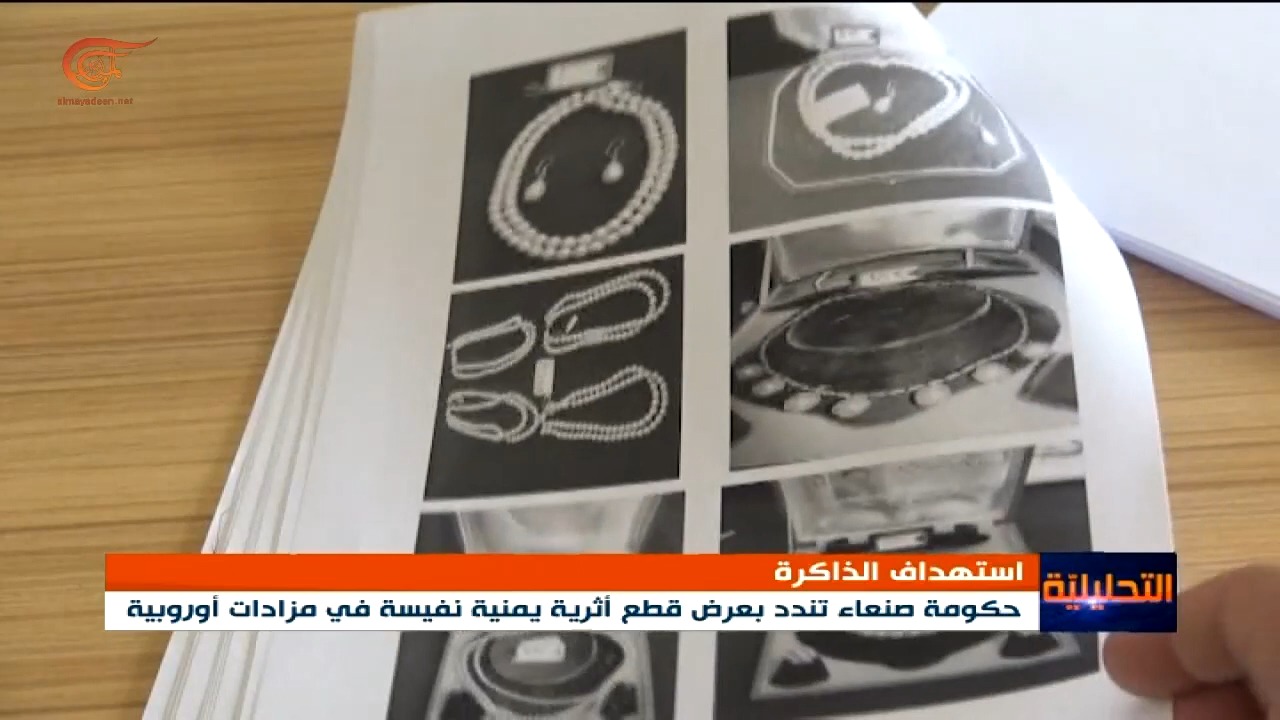 almayadeen.net
استهداف الذاكرة
التحليلية
حكومة صنعاء تندد بعرض قطع أثرية يمنية نفيسة في مزادات أوروبية